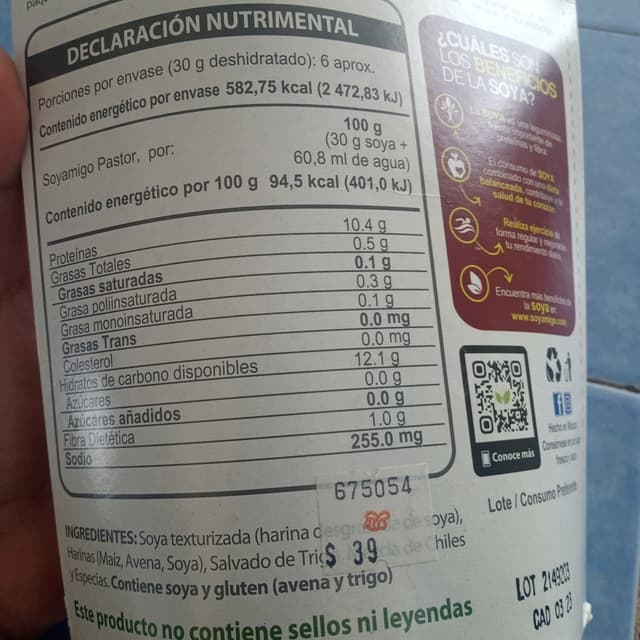 DECLARACIÓN NUTRIMENTAL
Porciones por envase (30 g deshidratado): 6 aprox.
Contenido energético por envase 582,75 kcal (2 472,83 kJ)
100 g
Soyamigo Pastor, por: (30 g soya +
60,8 ml de agua)
Contenido energético por 100 g 94,5 kcal (401,0 kJ)
Proteínas 10.4 g
Grasas Totales 0.5 g
Grasas saturadas 0.1 g
Grasa poliinsaturada 0.3 g
Grasa monoinsaturada 0.1 g
Grasas Trans 0.0 mg
Colesterol 0.0 mg
Hidratos de carbono disponibles 12.1 g
Azúcares 0.0 g
Azúcares añadidos 0.0 g
Fibra Dietética 1.0 g
Sodio 255.0 mg
675054
$ 39
INGREDIENTES: Soya texturizada (harina de soya),
Harinas (Maíz, Avena, Soya), Salvado de Chiles
y Especias. Contiene soya y gluten (avena y trigo)
Este producto no contiene sellos ni leyendas
¿CUÁLES SON
LOS BENEFICIOS
DE LA SOYA?
El consumo de SOYA
combinado con una dieta
balanceada, contribuye a la
salud de tu corazón
Realiza ejercicio de
forma regular y
tu rendimiento
Encuentra más beneficios de
la soya en:
www.soyamigo.com
Conoce más
Hecho en
Lote / Consumo Preferente
LOT
CAD 03 23